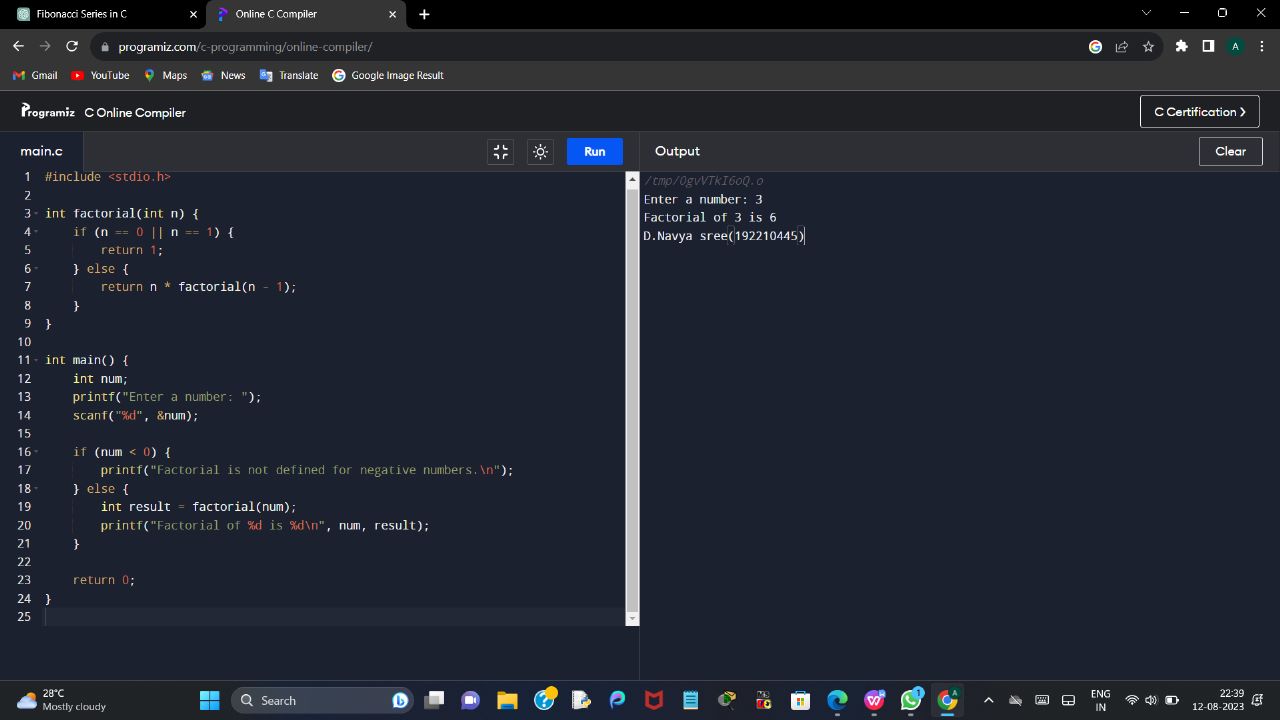 Fibonacci Series in C
Online C Compiler
programiz.com/c-programming/online-compiler/
A
Gmail YouTube Maps News Translate Google Image Result
Programiz C Online Compiler
C Certification
main.c
Run
Output
Clear
1 #include <stdio.h>
2
3 int factorial(int n) {
4     if (n == 0 || n == 1) {
5         return 1;
6     } else {
7         return n * factorial(n - 1);
8     }
9 }
10
11 int main() {
12     int num;
13     printf("Enter a number: ");
14     scanf("%d", &num);
15
16     if (num < 0) {
17         printf("Factorial is not defined for negative numbers.\n");
18     } else {
19         int result = factorial(num);
20         printf("Factorial of %d is %d\n", num, result);
21     }
22
23     return 0;
24 }
25
/tmp/0gvVTkI6oQ.o
Enter a number: 3
Factorial of 3 is 6
D.Navya sree(192210445)
28°C
Mostly cloudy
Search
1
A
ENG
IN
22:39
12-08-2023